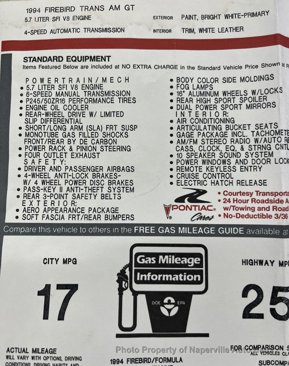 1994 FIREBIRD TRANS AM GT
5.7 LITER SFI V8 ENGINE
EXTERIOR PAINT, BRIGHT WHITE-PRIMARY
4-SPEED AUTOMATIC TRANSMISSION
INTERIOR TRIM, WHITE LEATHER
STANDARD EQUIPMENT
Items Featured Below are Included at NO EXTRA CHARGE in the Standard Vehicle Price Shown
POWERTRAIN/MECH
• 5.7 LITER SFI V8 ENGINE
• 6-SPEED MANUAL TRANSMISSION
• P245/50ZR16 PERFORMANCE TIRES
• ENGINE OIL COOLER
• REAR-WHEEL DRIVE W/ LIMITED
SLIP DIFFERENTIAL
• SHORT/LONG ARM (SLA) FRT SUSP
• MONOTUBE GAS FILLED SHOCKS
FRONT/REAR BY DE CARBON
• POWER RACK & PINION STEERING
• FOUR OUTLET EXHAUST
SAFETY:
• DRIVER AND PASSENGER AIRBAGS
• 4-WHEEL ANTI-LOCK BRAKES-
W/ 4 WHEEL POWER DISC BRAKES
• PASS-KEY II ANTI-THEFT SYSTEM
• REAR 3-POINT SAFETY BELTS
EXTERIOR:
• AERO APPEARANCE PACKAGE
• SOFT FASCIA FRT/REAR BUMPERS
• BODY COLOR SIDE MOLDINGS
• FOG LAMPS
• 16" ALUMINUM WHEELS W/LOCKS
• REAR HIGH SPORT SPOILER
• DUAL POWER SPORT MIRRORS
INTERIOR:
• AIR CONDITIONING
• ARTICULATING BUCKET SEATS
• GAGE PACKAGE INCL. TACHOMETER
• AM/FM STEREO RADIO W/AUTO
CASS, CLOCK, EQ, & STRNG CNTL
• 10 SPEAKER SOUND SYSTEM
• POWER WINDOWS AND DOOR
• REMOTE KEYLESS ENTRY
• CRUISE CONTROL
• ELECTRIC HATCH RELEASE
PONTIAC Cares
• Courtesy
• 24 Hour Roadside
w/Towing and
• No-Deductible 3/36
Compare this vehicle to others in the FREE GAS MILEAGE GUIDE available
CITY MPG
17
Gas Mileage
Information
DOE EPA
HIGHWAY
25
ACTUAL MILEAGE
WILL VARY WITH OPTIONS, DRIVING
CONDITIONS, DRIVING HABITS AND
Photo Property of Naperville
1994 FIREBIRD/FORMULA
FOR COMPARISON
ALL VEHICLES